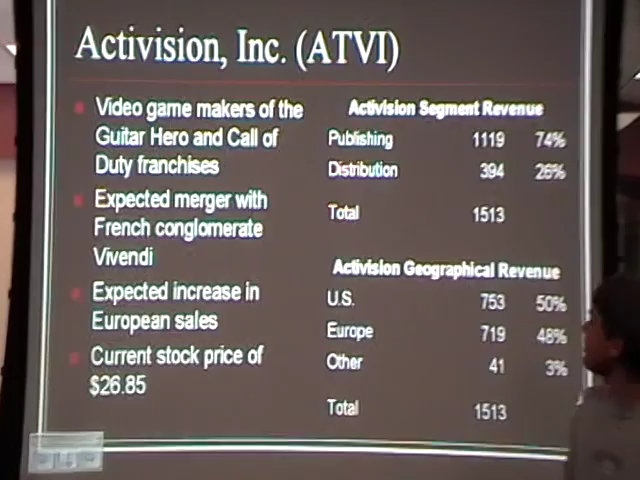 Activision, Inc. (ATVI)
Video game makers of the
Guitar Hero and Call of
Duty franchises
Expected merger with
French conglomerate
Vivendi
Expected increase in
European sales
Current stock price of
$26.85
Activision Segment Revenue
Publishing 1119 74%
Distribution 394 26%
Total 1513
Activision Geographical Revenue
U.S. 753 50%
Europe 719 48%
Other 41 3%
Total 1513